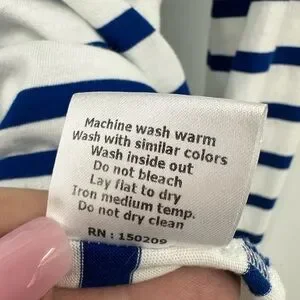 Machine wash warm
Wash with similar colors
Wash inside out
Do not bleach
Lay flat to dry
Iron medium temp.
Do not dry clean
RN : 150209